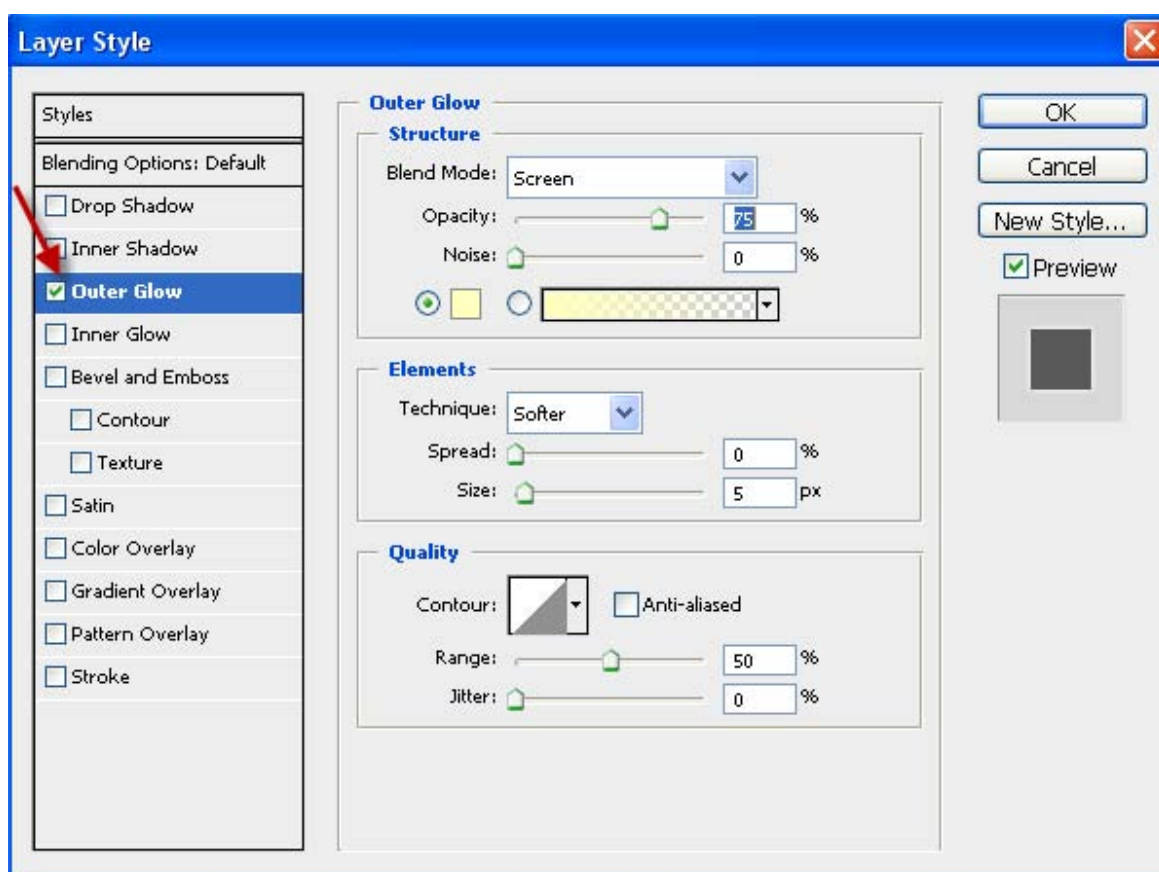 Layer Style
Styles
Blending Options: Default
Drop Shadow
Inner Shadow
Outer Glow
Inner Glow
Bevel and Emboss
Contour
Texture
Satin
Color Overlay
Gradient Overlay
Pattern Overlay
Stroke
Outer Glow
Structure
Blend Mode: Screen
Opacity: 75 %
Noise: 0 %
Elements
Technique: Softer
Spread: 0 %
Size: 5 px
Quality
Contour: Anti-aliased
Range: 50 %
Jitter: 0 %
OK
Cancel
New Style...
Preview